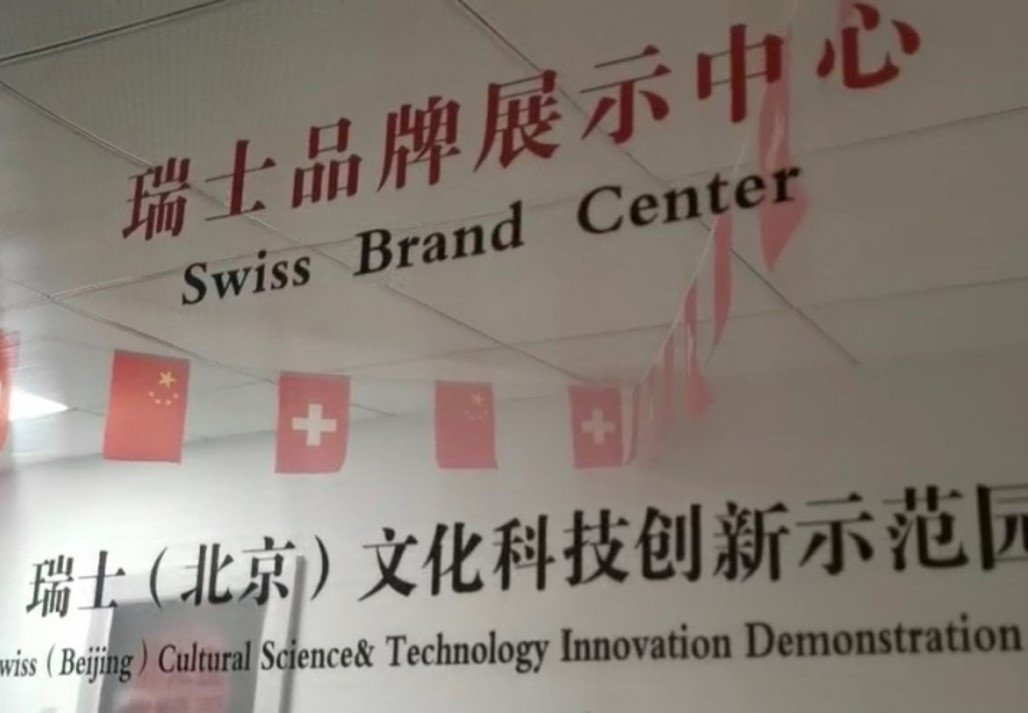 瑞士品牌展示中心
Swiss Brand Center
瑞士（北京）文化科技创新示范园
wiss (Beijing) Cultural Science& Technology Innovation Demonstration